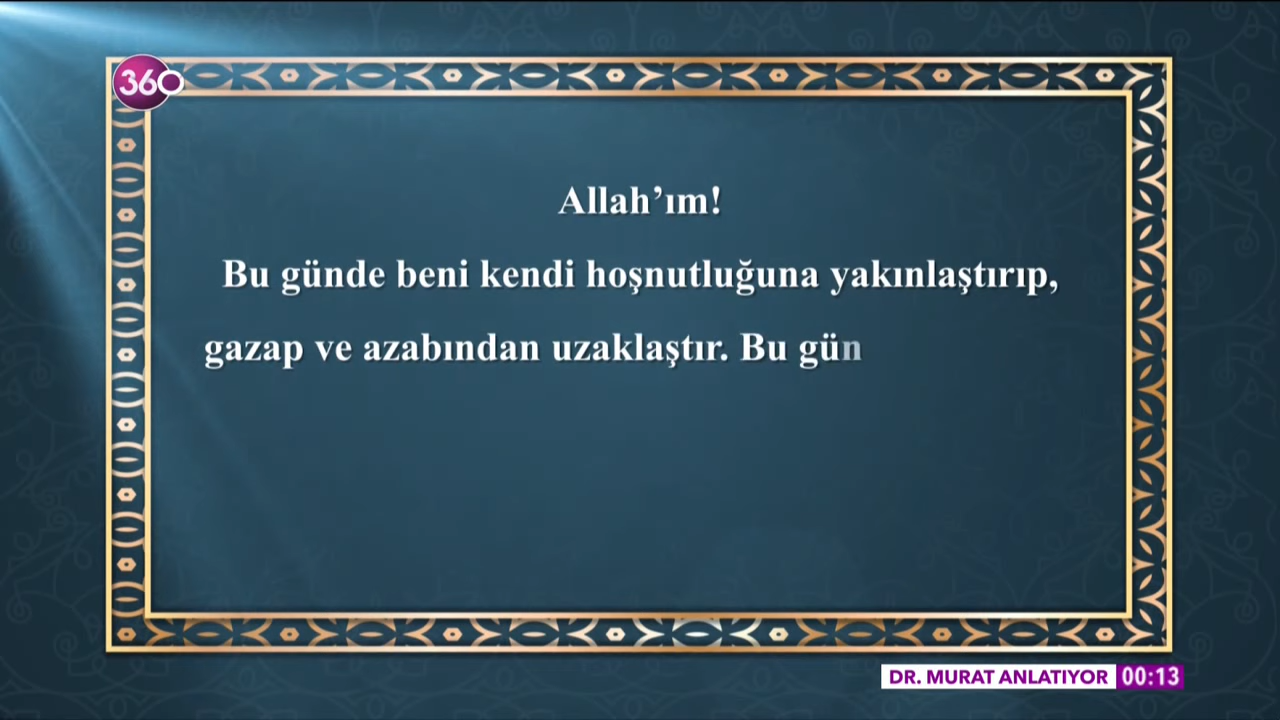 360
Allah’ım!
Bu günde beni kendi hoşnutluğuna yakınlaştırıp,
gazap ve azabından uzaklaştır. Bu gün
DR. MURAT ANLATIYOR 00:13